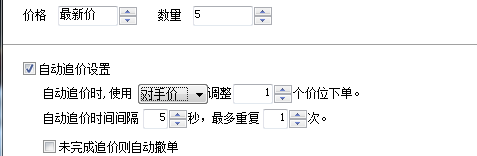 价格 最新价 数量 5
自动追价设置
自动追价时, 使用 对手价 调整 1 个价位下单。
自动追价时间间隔 5 秒，最多重复 1 次。
未完成追价则自动撤单